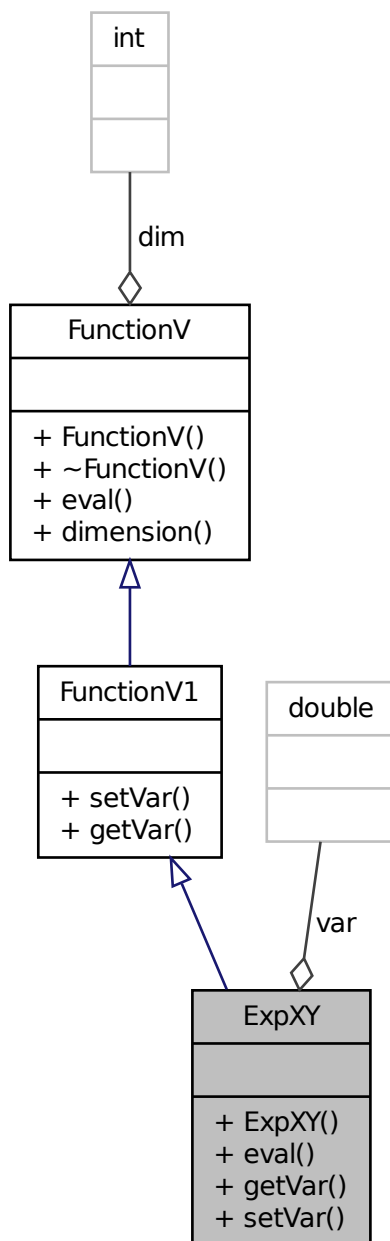 int
dim
FunctionV
+ FunctionV()
+ ~FunctionV()
+ eval()
+ dimension()
FunctionV1
+ setVar()
+ getVar()
double
var
ExpXY
+ ExpXY()
+ eval()
+ getVar()
+ setVar()